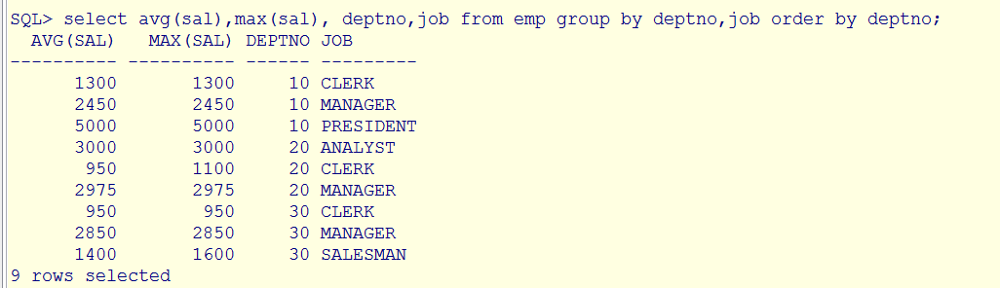 SQL> select avg(sal),max(sal), deptno,job from emp group by deptno,job order by deptno;
  AVG(SAL)   MAX(SAL) DEPTNO JOB
---------- ---------- ------ ---------
      1300       1300     10 CLERK
      2450       2450     10 MANAGER
      5000       5000     10 PRESIDENT
      3000       3000     20 ANALYST
       950       1100     20 CLERK
      2975       2975     20 MANAGER
       950        950     30 CLERK
      2850       2850     30 MANAGER
      1400       1600     30 SALESMAN
9 rows selected